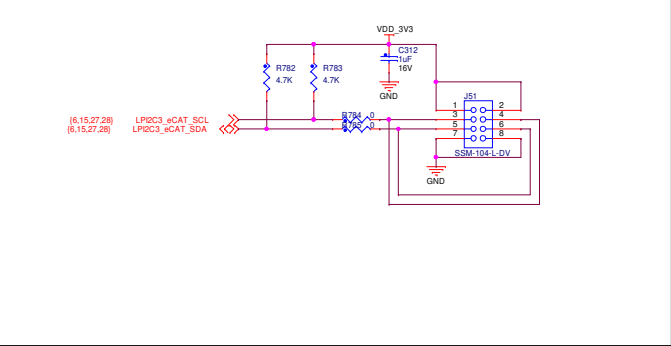 VDD_3V3
C312
1uF
16V
GND
R782
4.7K
R783
4.7K
{6,15,27,28} LPI2C3_eCAT_SCL
{6,15,27,28} LPI2C3_eCAT_SDA
R784 0
R785 0
J51
1 2
3 4
5 6
7 8
SSM-104-L-DV
GND